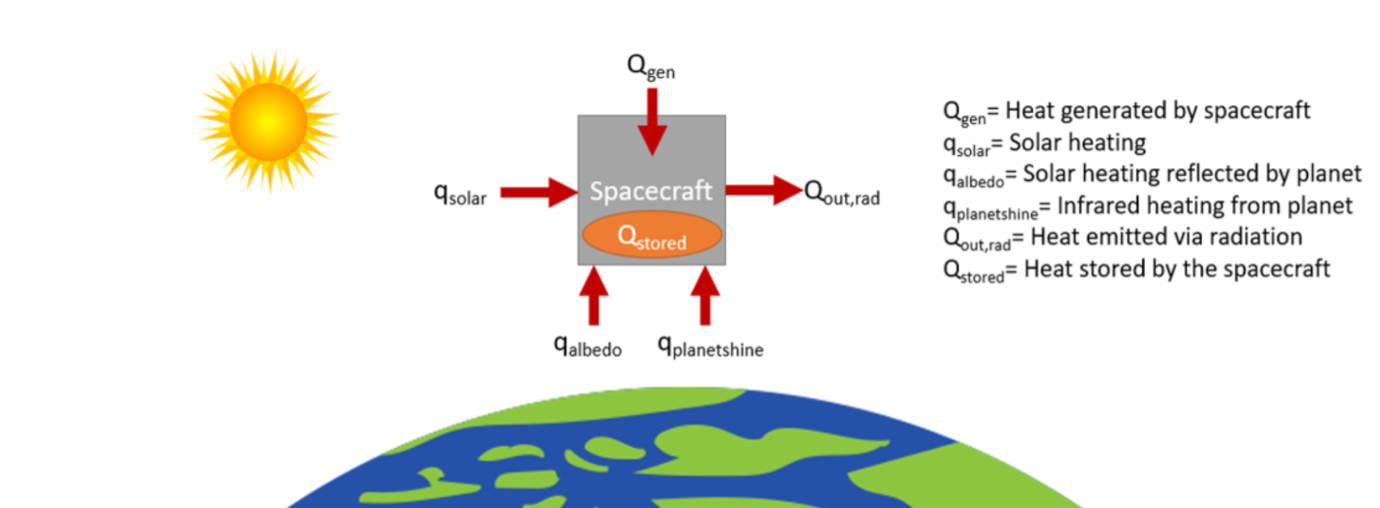 Q_gen
q_solar
Spacecraft
Q_out,rad
Q_stored
q_albedo q_planetshine
Q_gen= Heat generated by spacecraft
q_solar= Solar heating
q_albedo= Solar heating reflected by planet
q_planetshine= Infrared heating from planet
Q_out,rad= Heat emitted via radiation
Q_stored= Heat stored by the spacecraft